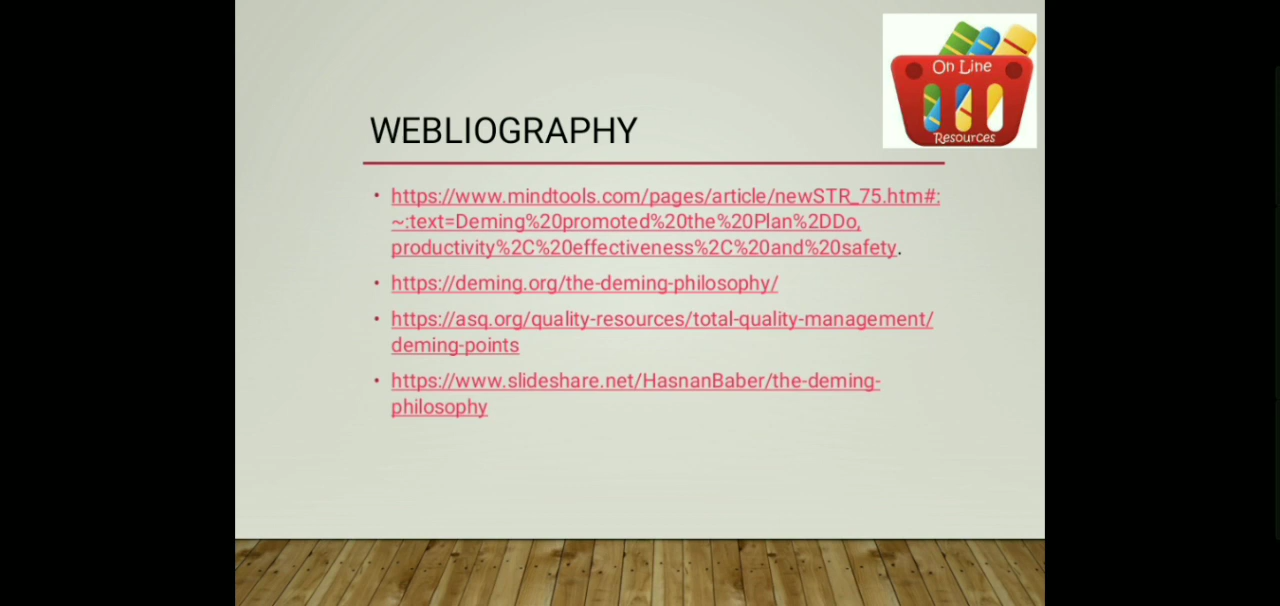 On Line
Resources
WEBLIOGRAPHY
• https://www.mindtools.com/pages/article/newSTR_75.htm#:
~:text=Deming%20promoted%20the%20Plan%2DDo,
productivity%2C%20effectiveness%2C%20and%20safety.
• https://deming.org/the-deming-philosophy/
• https://asq.org/quality-resources/total-quality-management/
deming-points
• https://www.slideshare.net/HasnanBaber/the-deming-
philosophy